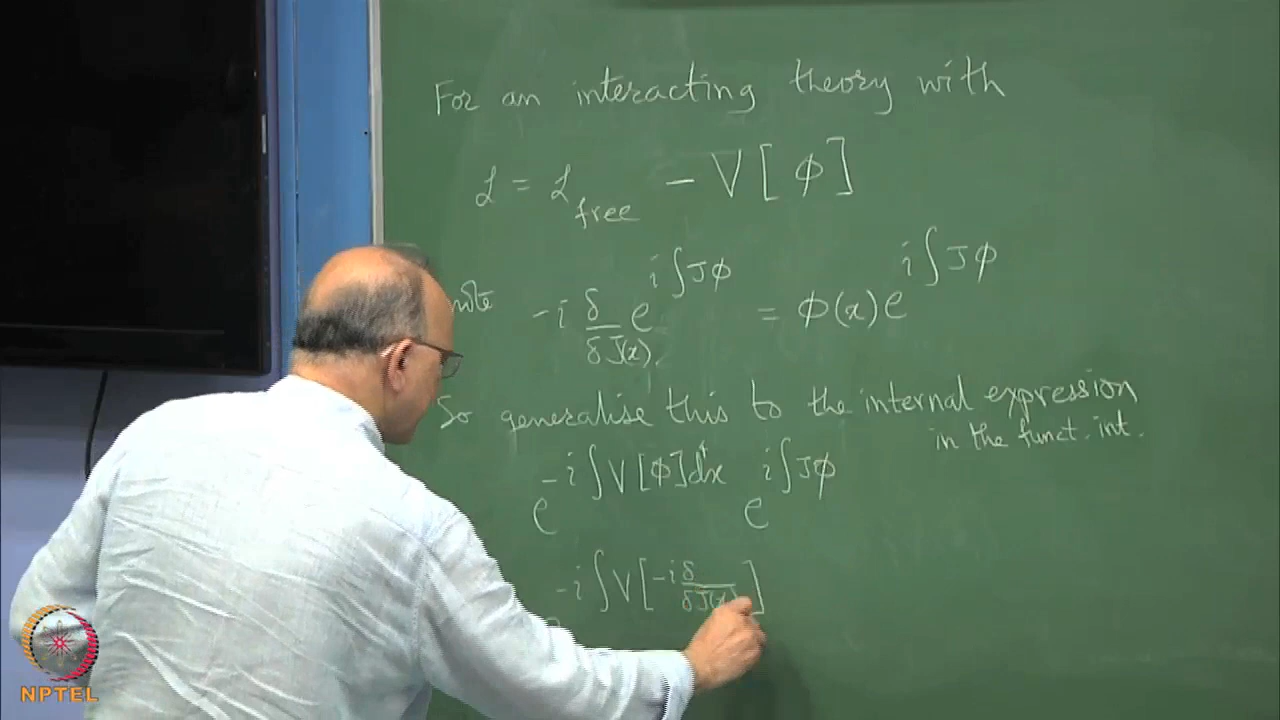 For an interacting theory with
ℒ = ℒ_free − V[ϕ]
note −i δ/δJ(x) e^{i∫Jϕ} = ϕ(x) e^{i∫Jϕ}
So generalise this to the internal expression
in the funct. int.
e^{−i∫V[ϕ]d⁴x} e^{i∫Jϕ}
−i∫V[−i δ/δJ(x)]
NPTEL